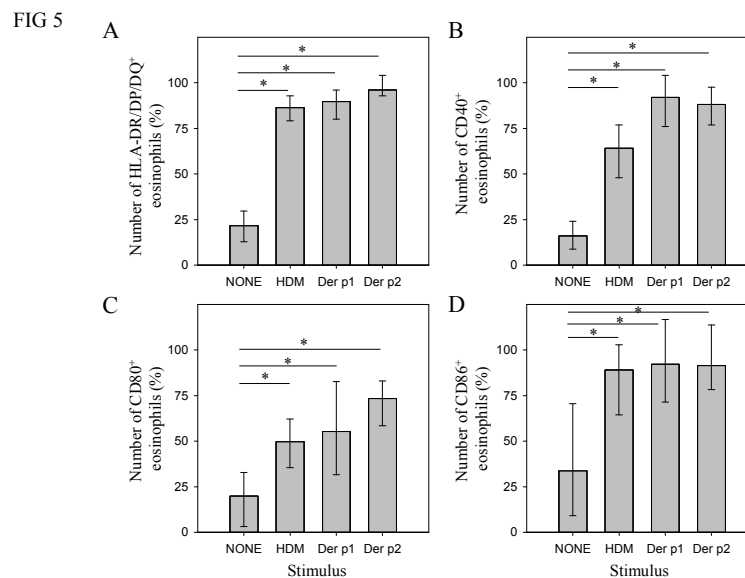 FIG 5
A
Number of HLA-DR/DP/DQ⁺
eosinophils (%)
100
75
50
25
0
*
*
*
NONE HDM Der p1 Der p2
B
Number of CD40⁺
eosinophils (%)
100
75
50
25
0
*
*
*
NONE HDM Der p1 Der p2
C
Number of CD80⁺
eosinophils (%)
100
75
50
25
0
*
*
*
NONE HDM Der p1 Der p2
Stimulus
D
Number of CD86⁺
eosinophils (%)
100
75
50
25
0
*
*
*
NONE HDM Der p1 Der p2
Stimulus